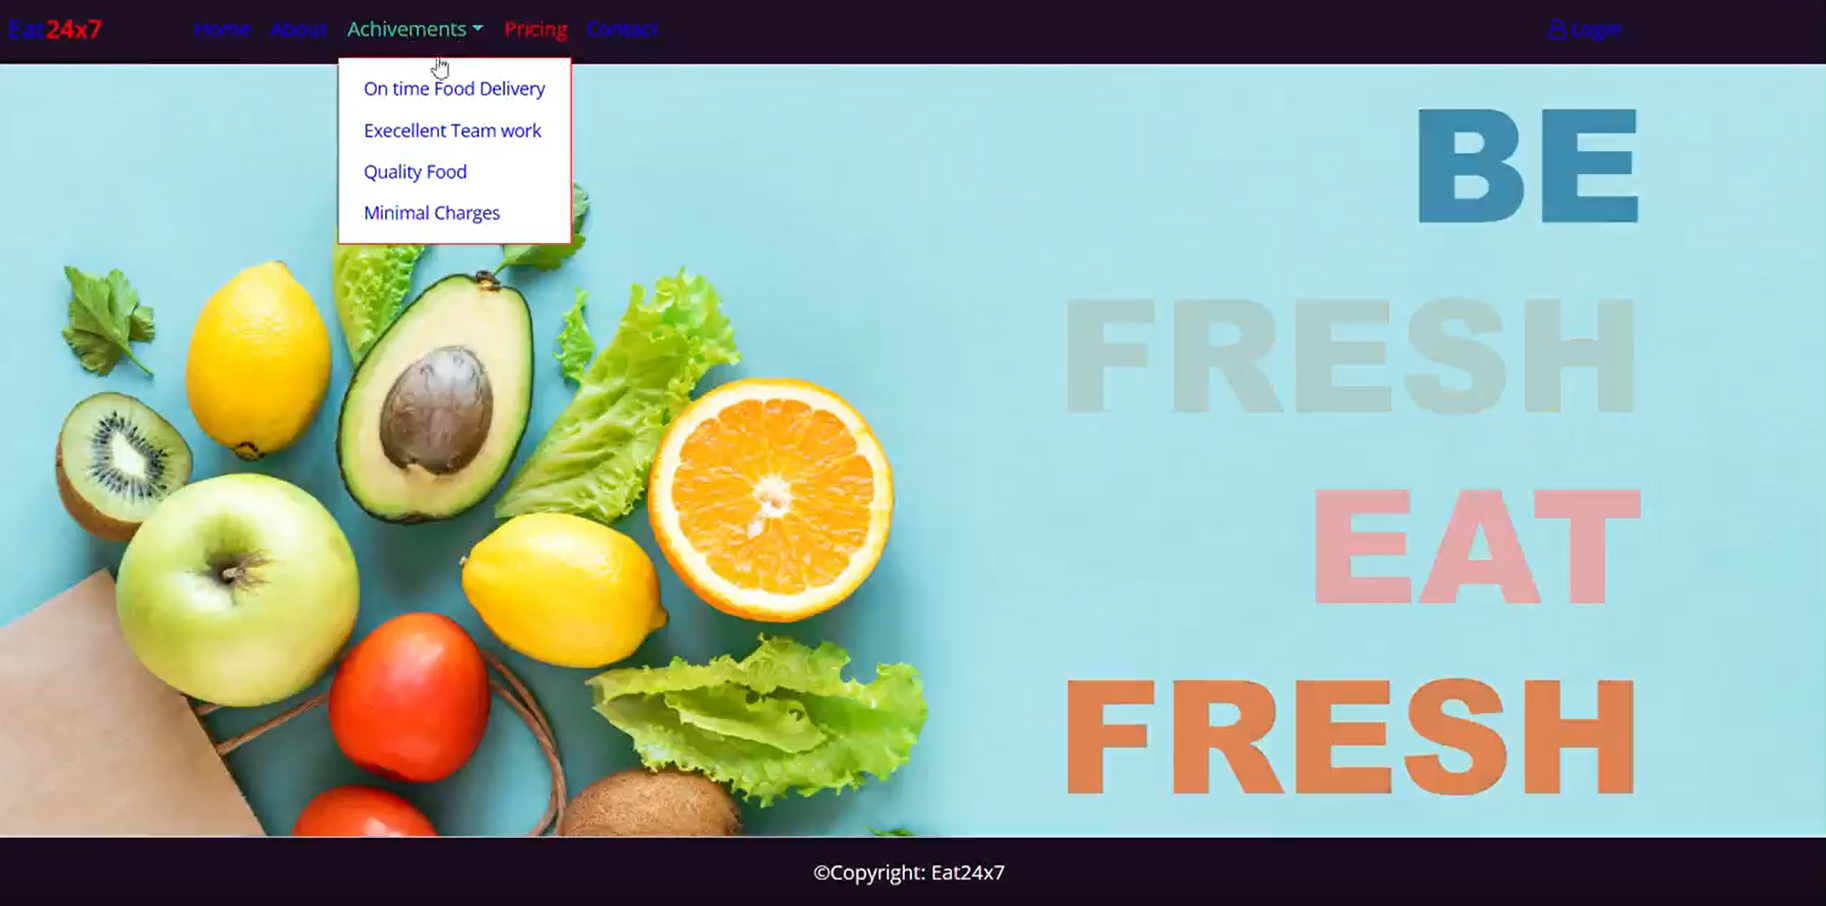 Eat24x7 Home About Achivements Pricing Contact Login
On time Food Delivery
Execellent Team work
Quality Food
Minimal Charges
BE
FRESH
EAT
FRESH
©Copyright: Eat24x7